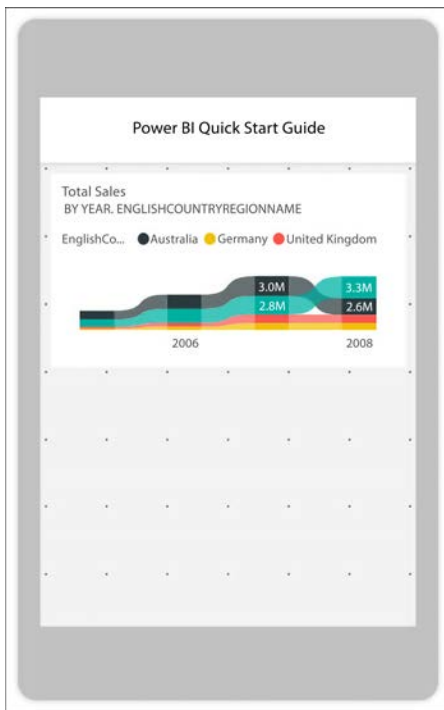 Power BI Quick Start Guide
Total Sales
BY YEAR. ENGLISHCOUNTRYREGIONNAME
EnglishCo... Australia Germany United Kingdom
3.0M 3.3M
2.8M 2.6M
2006 2008